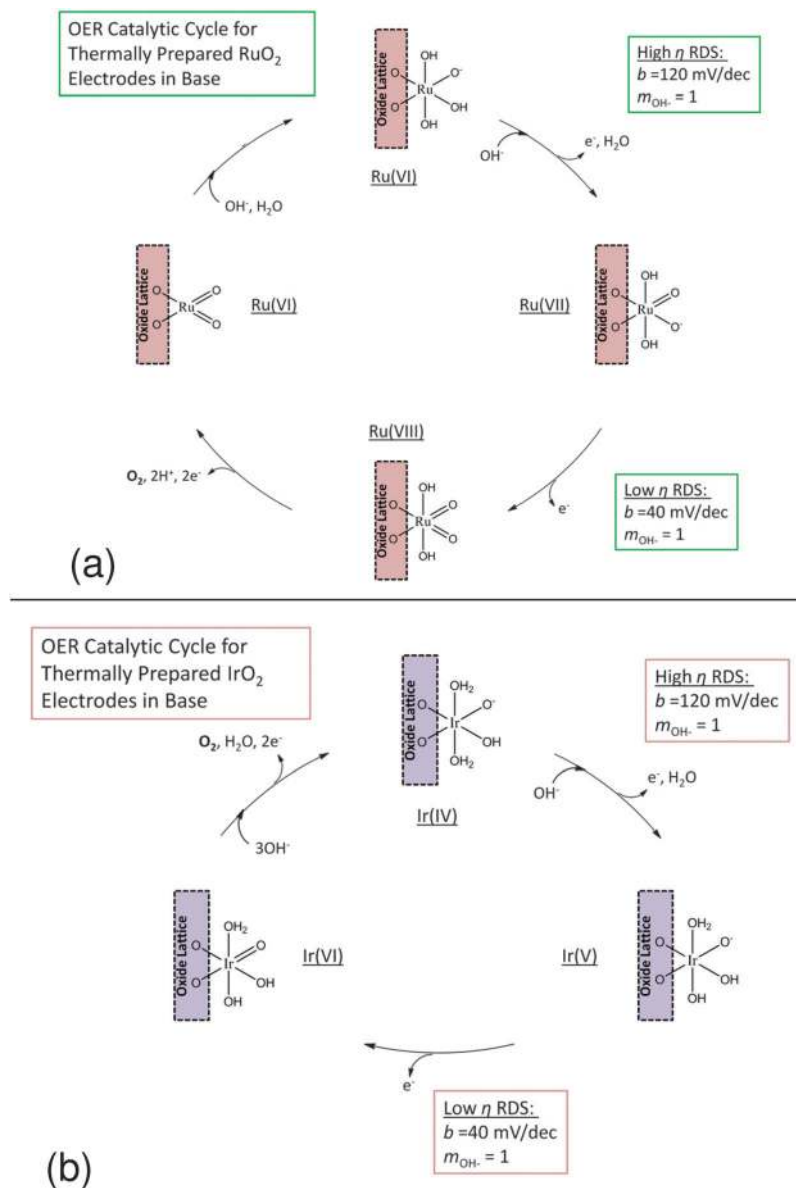 OER Catalytic Cycle for
Thermally Prepared RuO₂
Electrodes in Base
Oxide Lattice
O
O
Ru
OH
O⁻
OH
OH
Ru(VI)
High η RDS:
b =120 mV/dec
m_OH- = 1
OH⁻
e⁻, H₂O
OH⁻, H₂O
Oxide Lattice
O
O
Ru
O
O
Ru(VI)
Ru(VII)
Oxide Lattice
O
O
Ru
OH
O
O⁻
OH
Ru(VIII)
Oxide Lattice
O
O
Ru
OH
O
O
OH
O₂, 2H⁺, 2e⁻
e⁻
Low η RDS:
b =40 mV/dec
m_OH- = 1
(a)
OER Catalytic Cycle for
Thermally Prepared IrO₂
Electrodes in Base
Oxide Lattice
O
O
Ir
OH₂
O⁻
OH
OH₂
Ir(IV)
High η RDS:
b =120 mV/dec
m_OH- = 1
O₂, H₂O, 2e⁻
3OH⁻
OH⁻
e⁻, H₂O
Oxide Lattice
O
O
Ir
OH₂
O
OH
OH
Ir(VI)
Ir(V)
Oxide Lattice
O
O
Ir
OH₂
O⁻
OH
OH
e⁻
Low η RDS:
b =40 mV/dec
m_OH- = 1
(b)